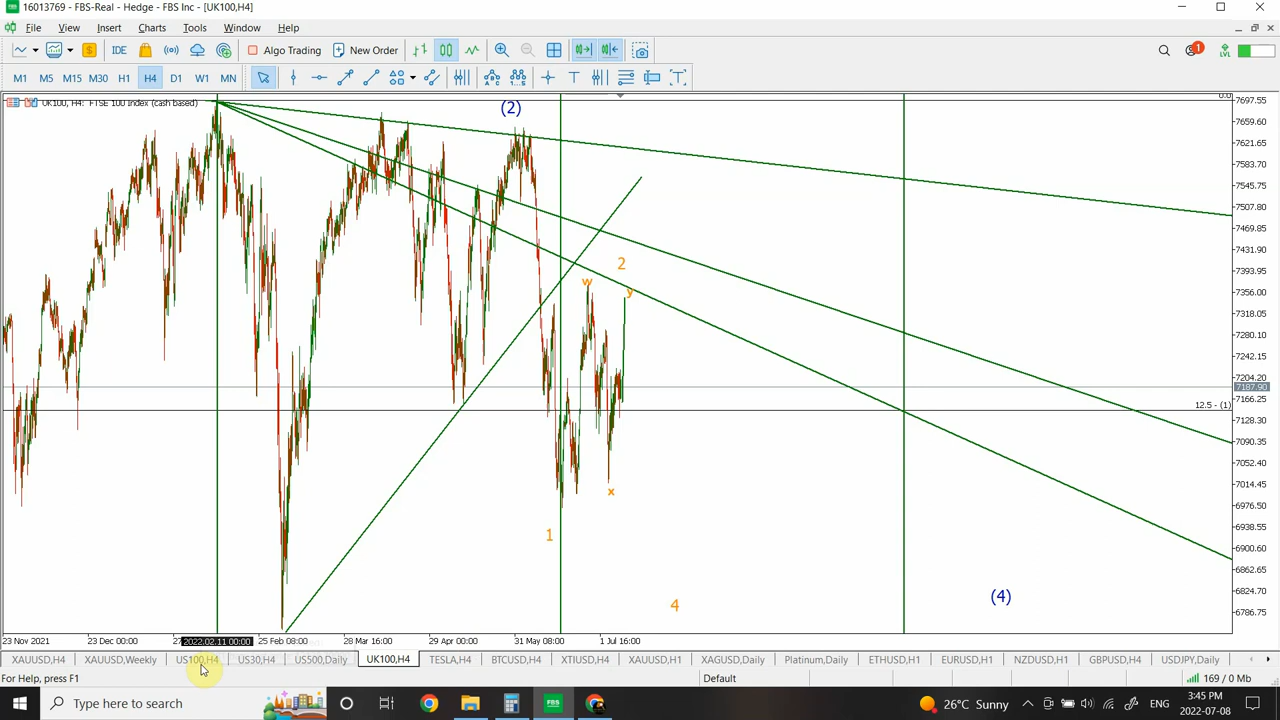 16013769 - FBS-Real - Hedge - FBS Inc - [UK100,H4]
File View Insert Charts Tools Window Help
IDE Algo Trading New Order 1 LVL
M1 M5 M15 M30 H1 H4 D1 W1 MN
UK100, H4: FTSE 100 Index (cash based)
0.0
7697.55
(2)
7659.60
7621.65
7583.70
7545.75
7507.80
7469.85
7431.90
2
7393.95
w
y
7356.00
7318.05
7280.10
7242.15
7204.20
7187.90
7166.25
12.5 - (1)
7128.30
7090.35
7052.40
x
7014.45
6976.50
1
6938.55
6900.60
6862.65
4
(4)
6824.70
6786.75
23 Nov 2021 23 Dec 00:00 27 2022.02.11 00:00 25 Feb 08:00 28 Mar 16:00 29 Apr 00:00 31 May 08:00 1 Jul 16:00
XAUUSD,H4 XAUUSD,Weekly US100,H4 US30,H4 US500,Daily UK100,H4 TESLA,H4 BTCUSD,H4 XTIUSD,H4 XAUUSD,H1 XAGUSD,Daily Platinum,Daily ETHUSD,H1 EURUSD,H1 NZDUSD,H1 GBPUSD,H4 USDJPY,Daily
For Help, press F1 Default 169 / 0 Mb
Type here to search 26°C Sunny ENG 3:45 PM
2022-07-08